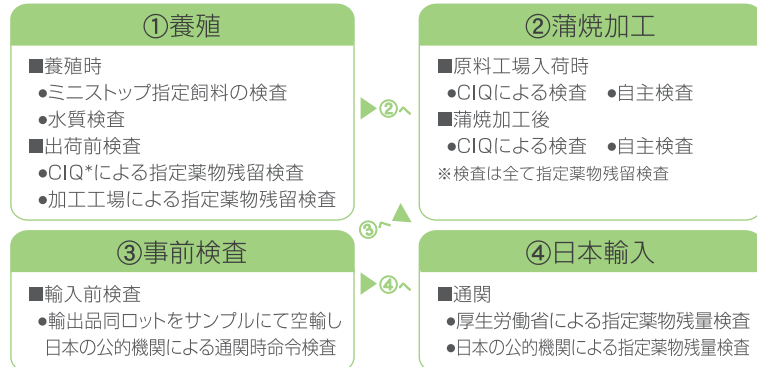 ①養殖
■養殖時
●ミニストップ指定飼料の検査
●水質検査
■出荷前検査
●CIQ*による指定薬物残留検査
●加工工場による指定薬物残留検査
▶②へ
②蒲焼加工
■原料工場入荷時
●CIQによる検査 ●自主検査
■蒲焼加工後
●CIQによる検査 ●自主検査
※検査は全て指定薬物残留検査
③へ▲
③事前検査
■輸入前検査
●輸出品同ロットをサンプルにて空輸し
日本の公的機関による通関時命令検査
▶④へ
④日本輸入
■通関
●厚生労働省による指定薬物残量検査
●日本の公的機関による指定薬物残量検査